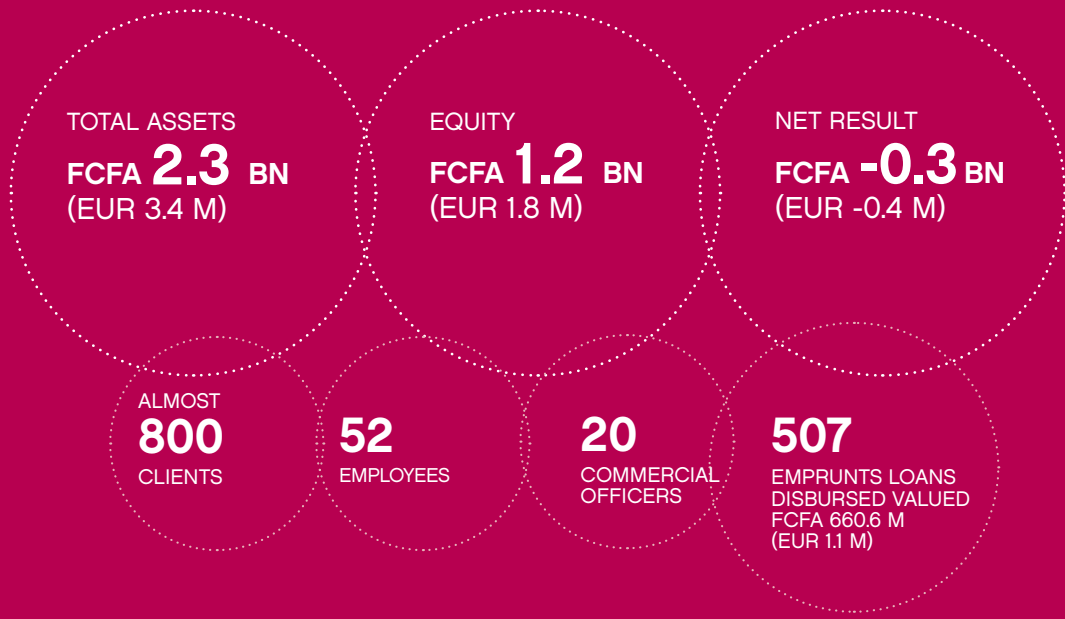 TOTAL ASSETS
FCFA 2.3 BN
(EUR 3.4 M)
EQUITY
FCFA 1.2 BN
(EUR 1.8 M)
NET RESULT
FCFA -0.3 BN
(EUR -0.4 M)
ALMOST
800
CLIENTS
52
EMPLOYEES
20
COMMERCIAL
OFFICERS
507
EMPRUNTS LOANS
DISBURSED VALUED
FCFA 660.6 M
(EUR 1.1 M)